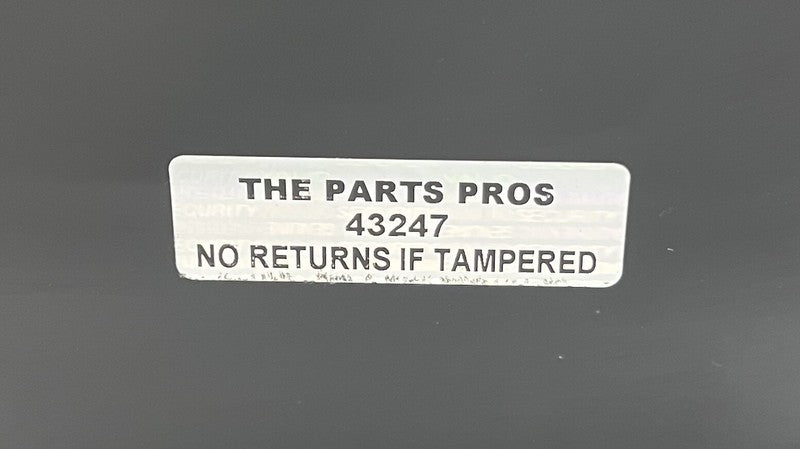 THE PARTS PROS
43247
NO RETURNS IF TAMPERED